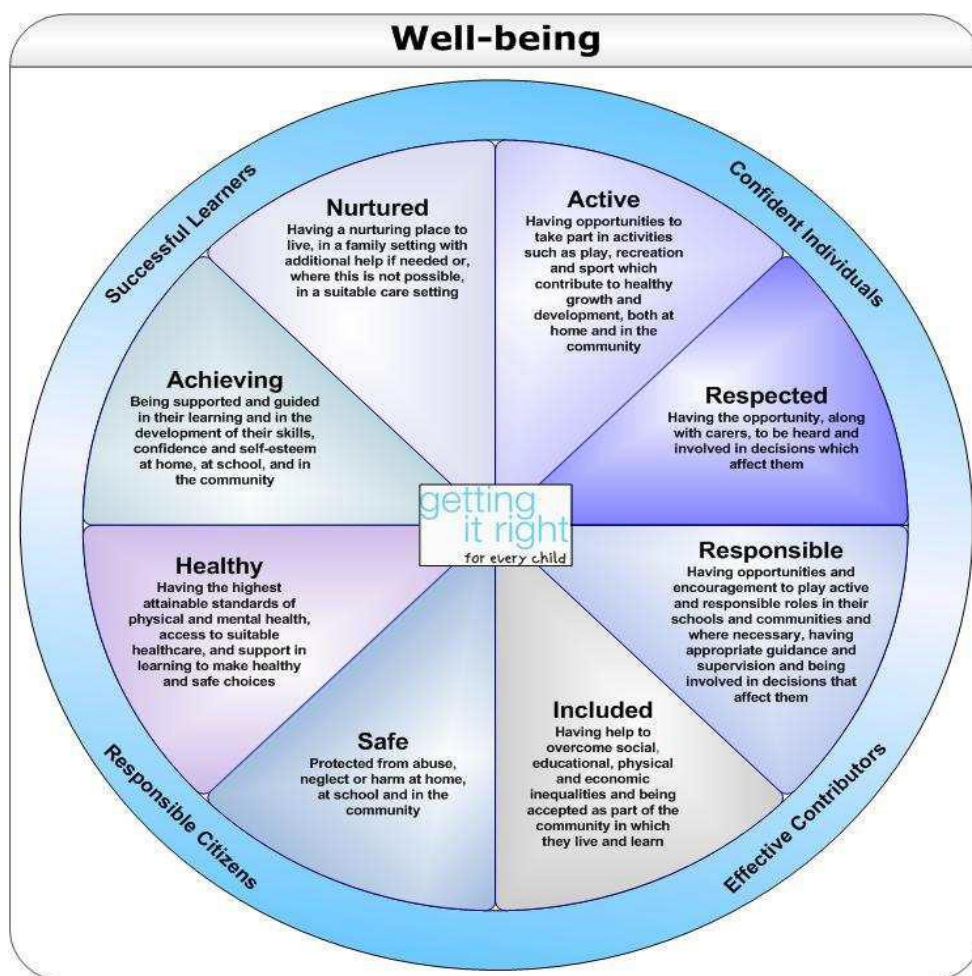 Well-being
Successful Learners
Confident Individuals
Nurtured
Having a nurturing place to
live, in a family setting with
additional help if needed or,
where this is not possible,
in a suitable care setting
Active
Having opportunities to
take part in activities
such as play, recreation
and sport which
contribute to healthy
growth and
development, both at
home and in the
community
Achieving
Being supported and guided
in their learning and in the
development of their skills,
confidence and self-esteem
at home, at school, and in
the community
Respected
Having the opportunity, along
with carers, to be heard and
involved in decisions which
affect them
getting
it right
for every child
Healthy
Having the highest
attainable standards of
physical and mental health,
access to suitable
healthcare, and support in
learning to make healthy
and safe choices
Responsible
Having opportunities and
encouragement to play active
and responsible roles in their
schools and communities and
where necessary, having
appropriate guidance and
supervision and being
involved in decisions that
affect them
Safe
Protected from abuse,
neglect or harm at home,
at school and in the
community
Included
Having help to
overcome social,
educational, physical
and economic
inequalities and being
accepted as part of the
community in which
they live and learn
Responsible Citizens
Effective Contributors